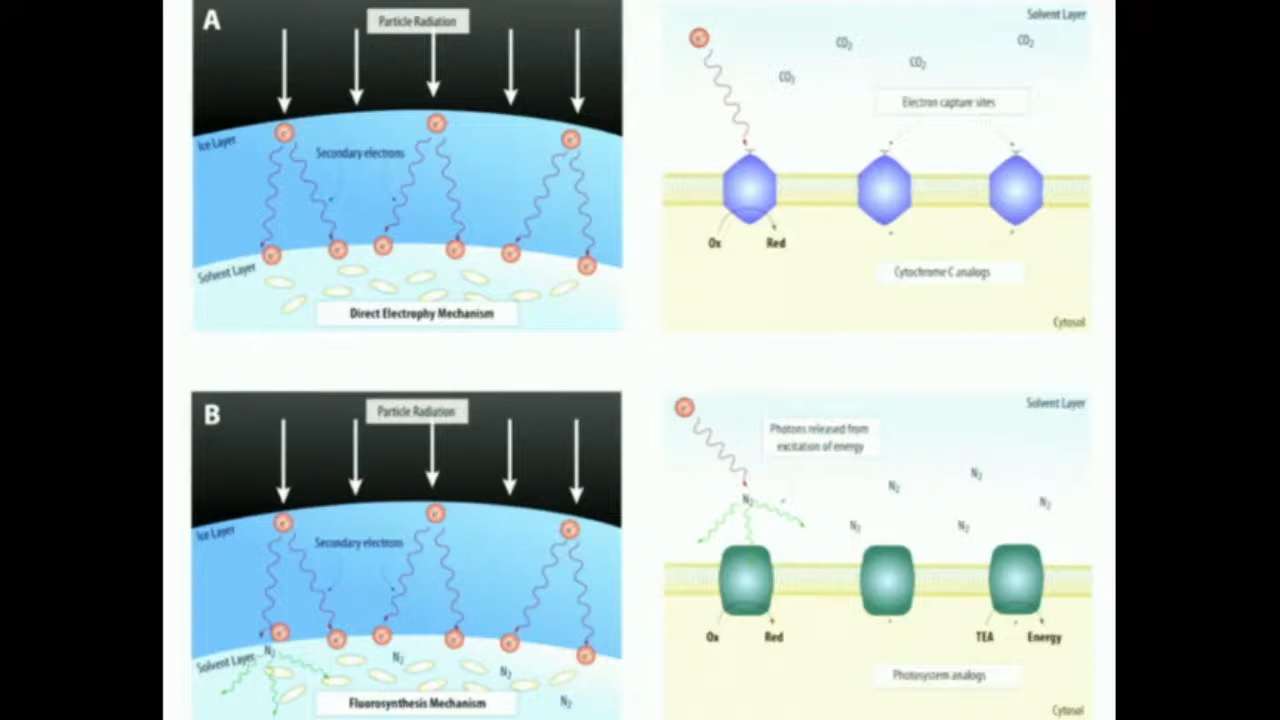 A
Particle Radiation
Ice Layer
Secondary electrons
e⁻
e⁻
e⁻
e⁻
e⁻
e⁻
e⁻
e⁻
e⁻
Solvent Layer
Direct Electrophy Mechanism
Solvent Layer
e⁻
CO2
CO2
CO2
CO2
Electron capture sites
Ox
Red
Cytochrome C analogs
Cytosol
B
Particle Radiation
Ice Layer
Secondary electrons
e⁻
e⁻
e⁻
e⁻
e⁻
e⁻
e⁻
e⁻
e⁻
Solvent Layer
N2
N2
N2
N2
Fluorosynthesis Mechanism
Solvent Layer
e⁻
Photons released from
excitation of energy
N2
N2
N2
N2
N2
N2
Ox
Red
TEA
Energy
Photosystem analogs
Cytosol